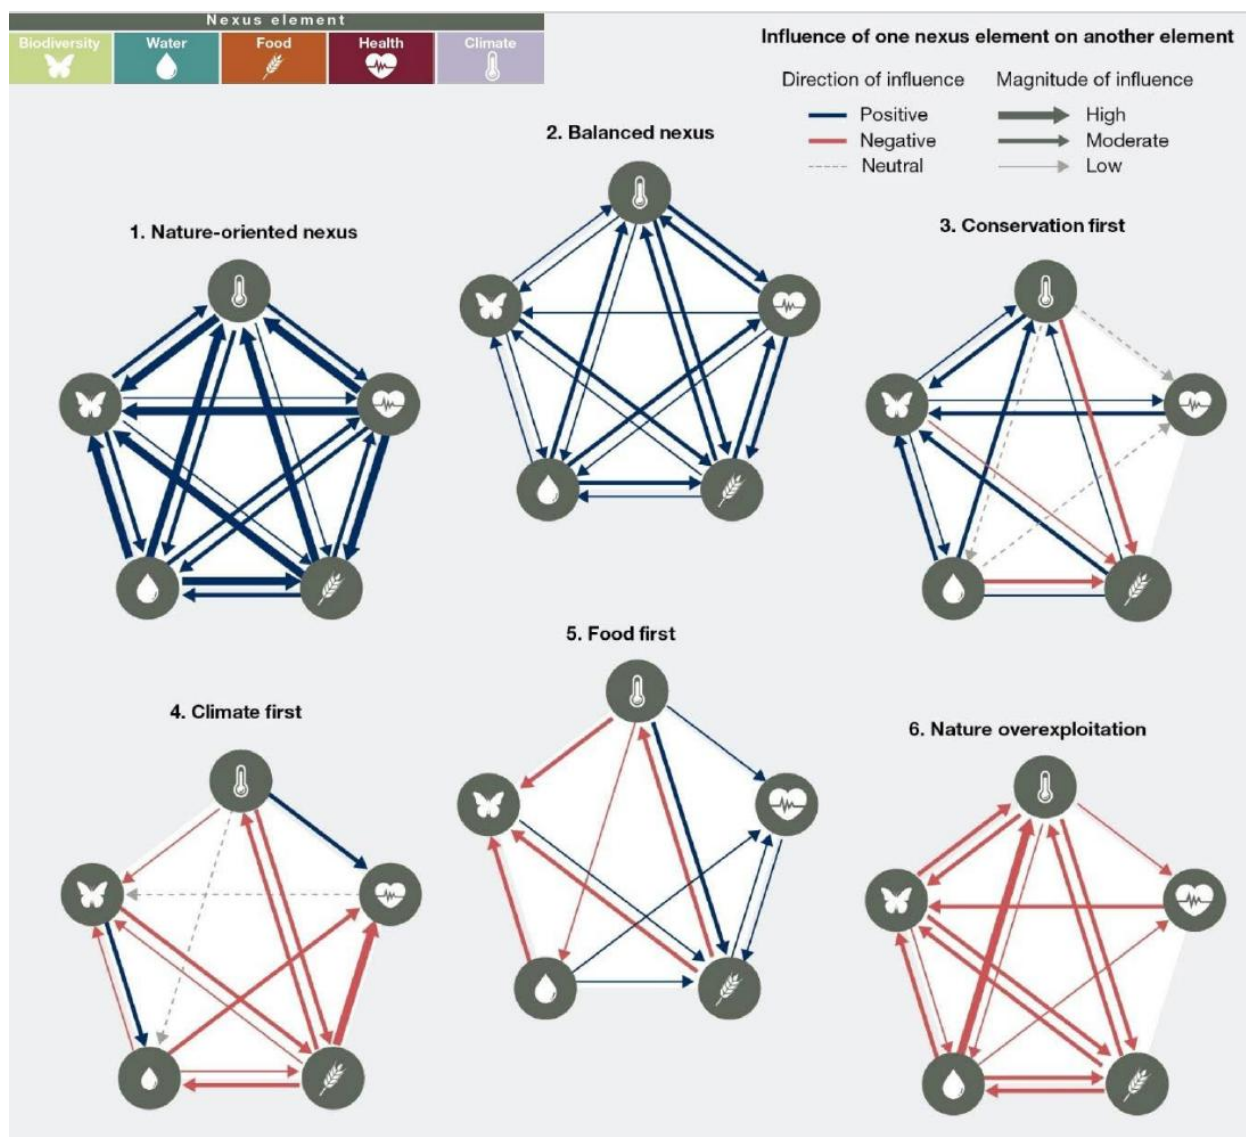 Nexus element
Biodiversity Water Food Health Climate
Influence of one nexus element on another element
Direction of influence Magnitude of influence
Positive High
Negative Moderate
Neutral Low
2. Balanced nexus
1. Nature-oriented nexus
3. Conservation first
5. Food first
4. Climate first
6. Nature overexploitation